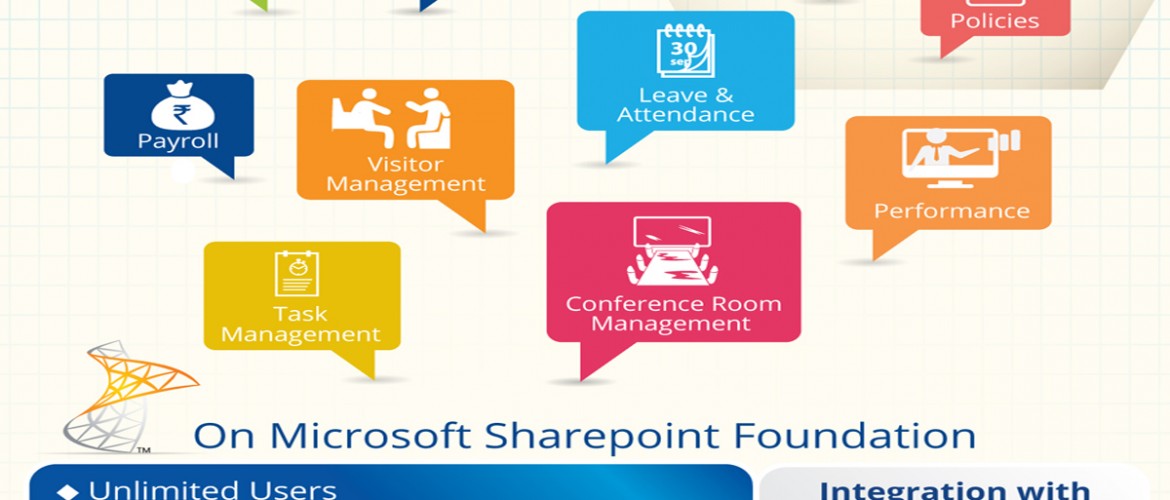 Policies
30
sep
Leave &
Attendance
₹
Payroll
Visitor
Management
Performance
Conference Room
Management
Task
Management
TM
On Microsoft Sharepoint Foundation
◆ Unlimited Users
Integration with